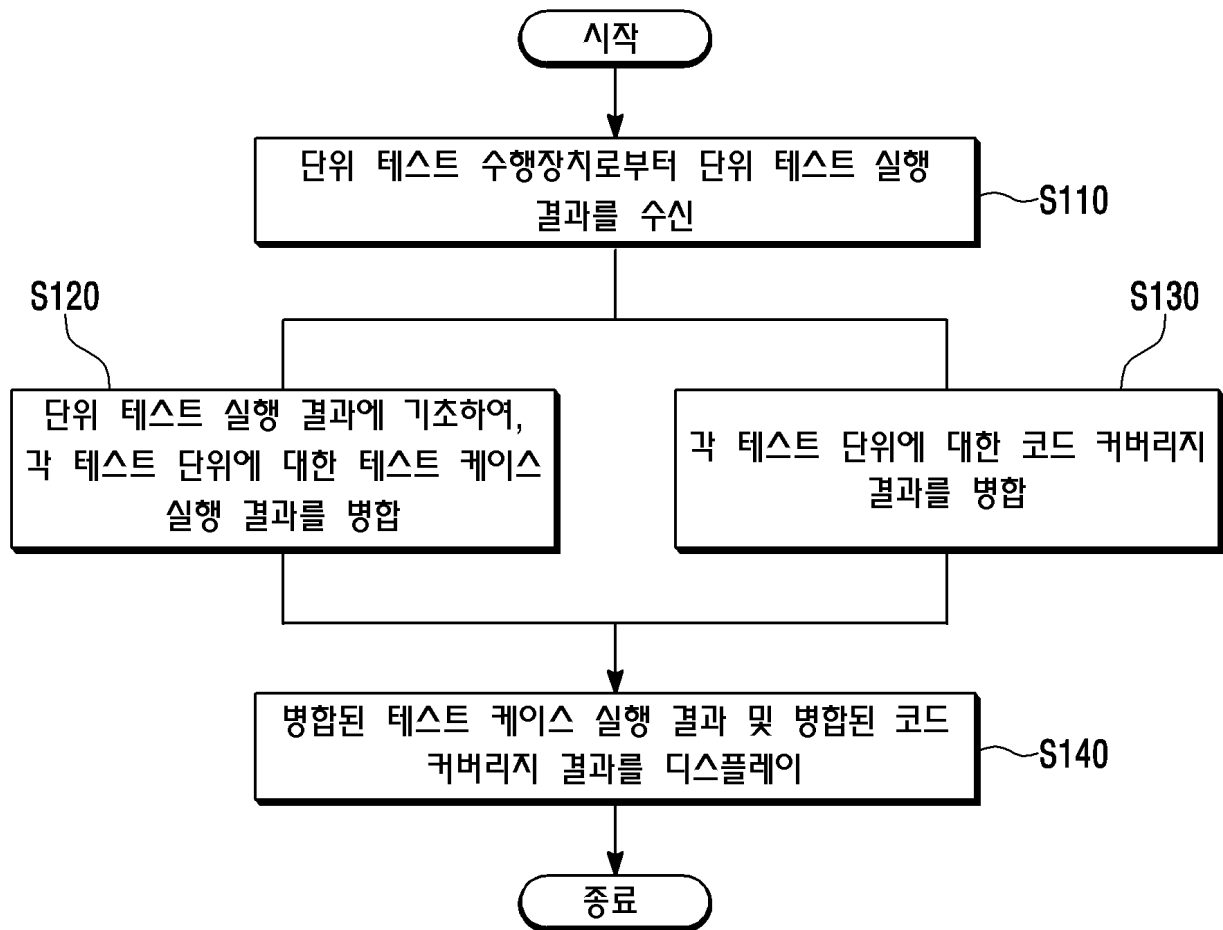 시작
단위 테스트 수행장치로부터 단위 테스트 실행
결과를 수신
S110
S120
S130
단위 테스트 실행 결과에 기초하여,
각 테스트 단위에 대한 테스트 케이스
실행 결과를 병합
각 테스트 단위에 대한 코드 커버리지
결과를 병합
병합된 테스트 케이스 실행 결과 및 병합된 코드
커버리지 결과를 디스플레이
S140
종료